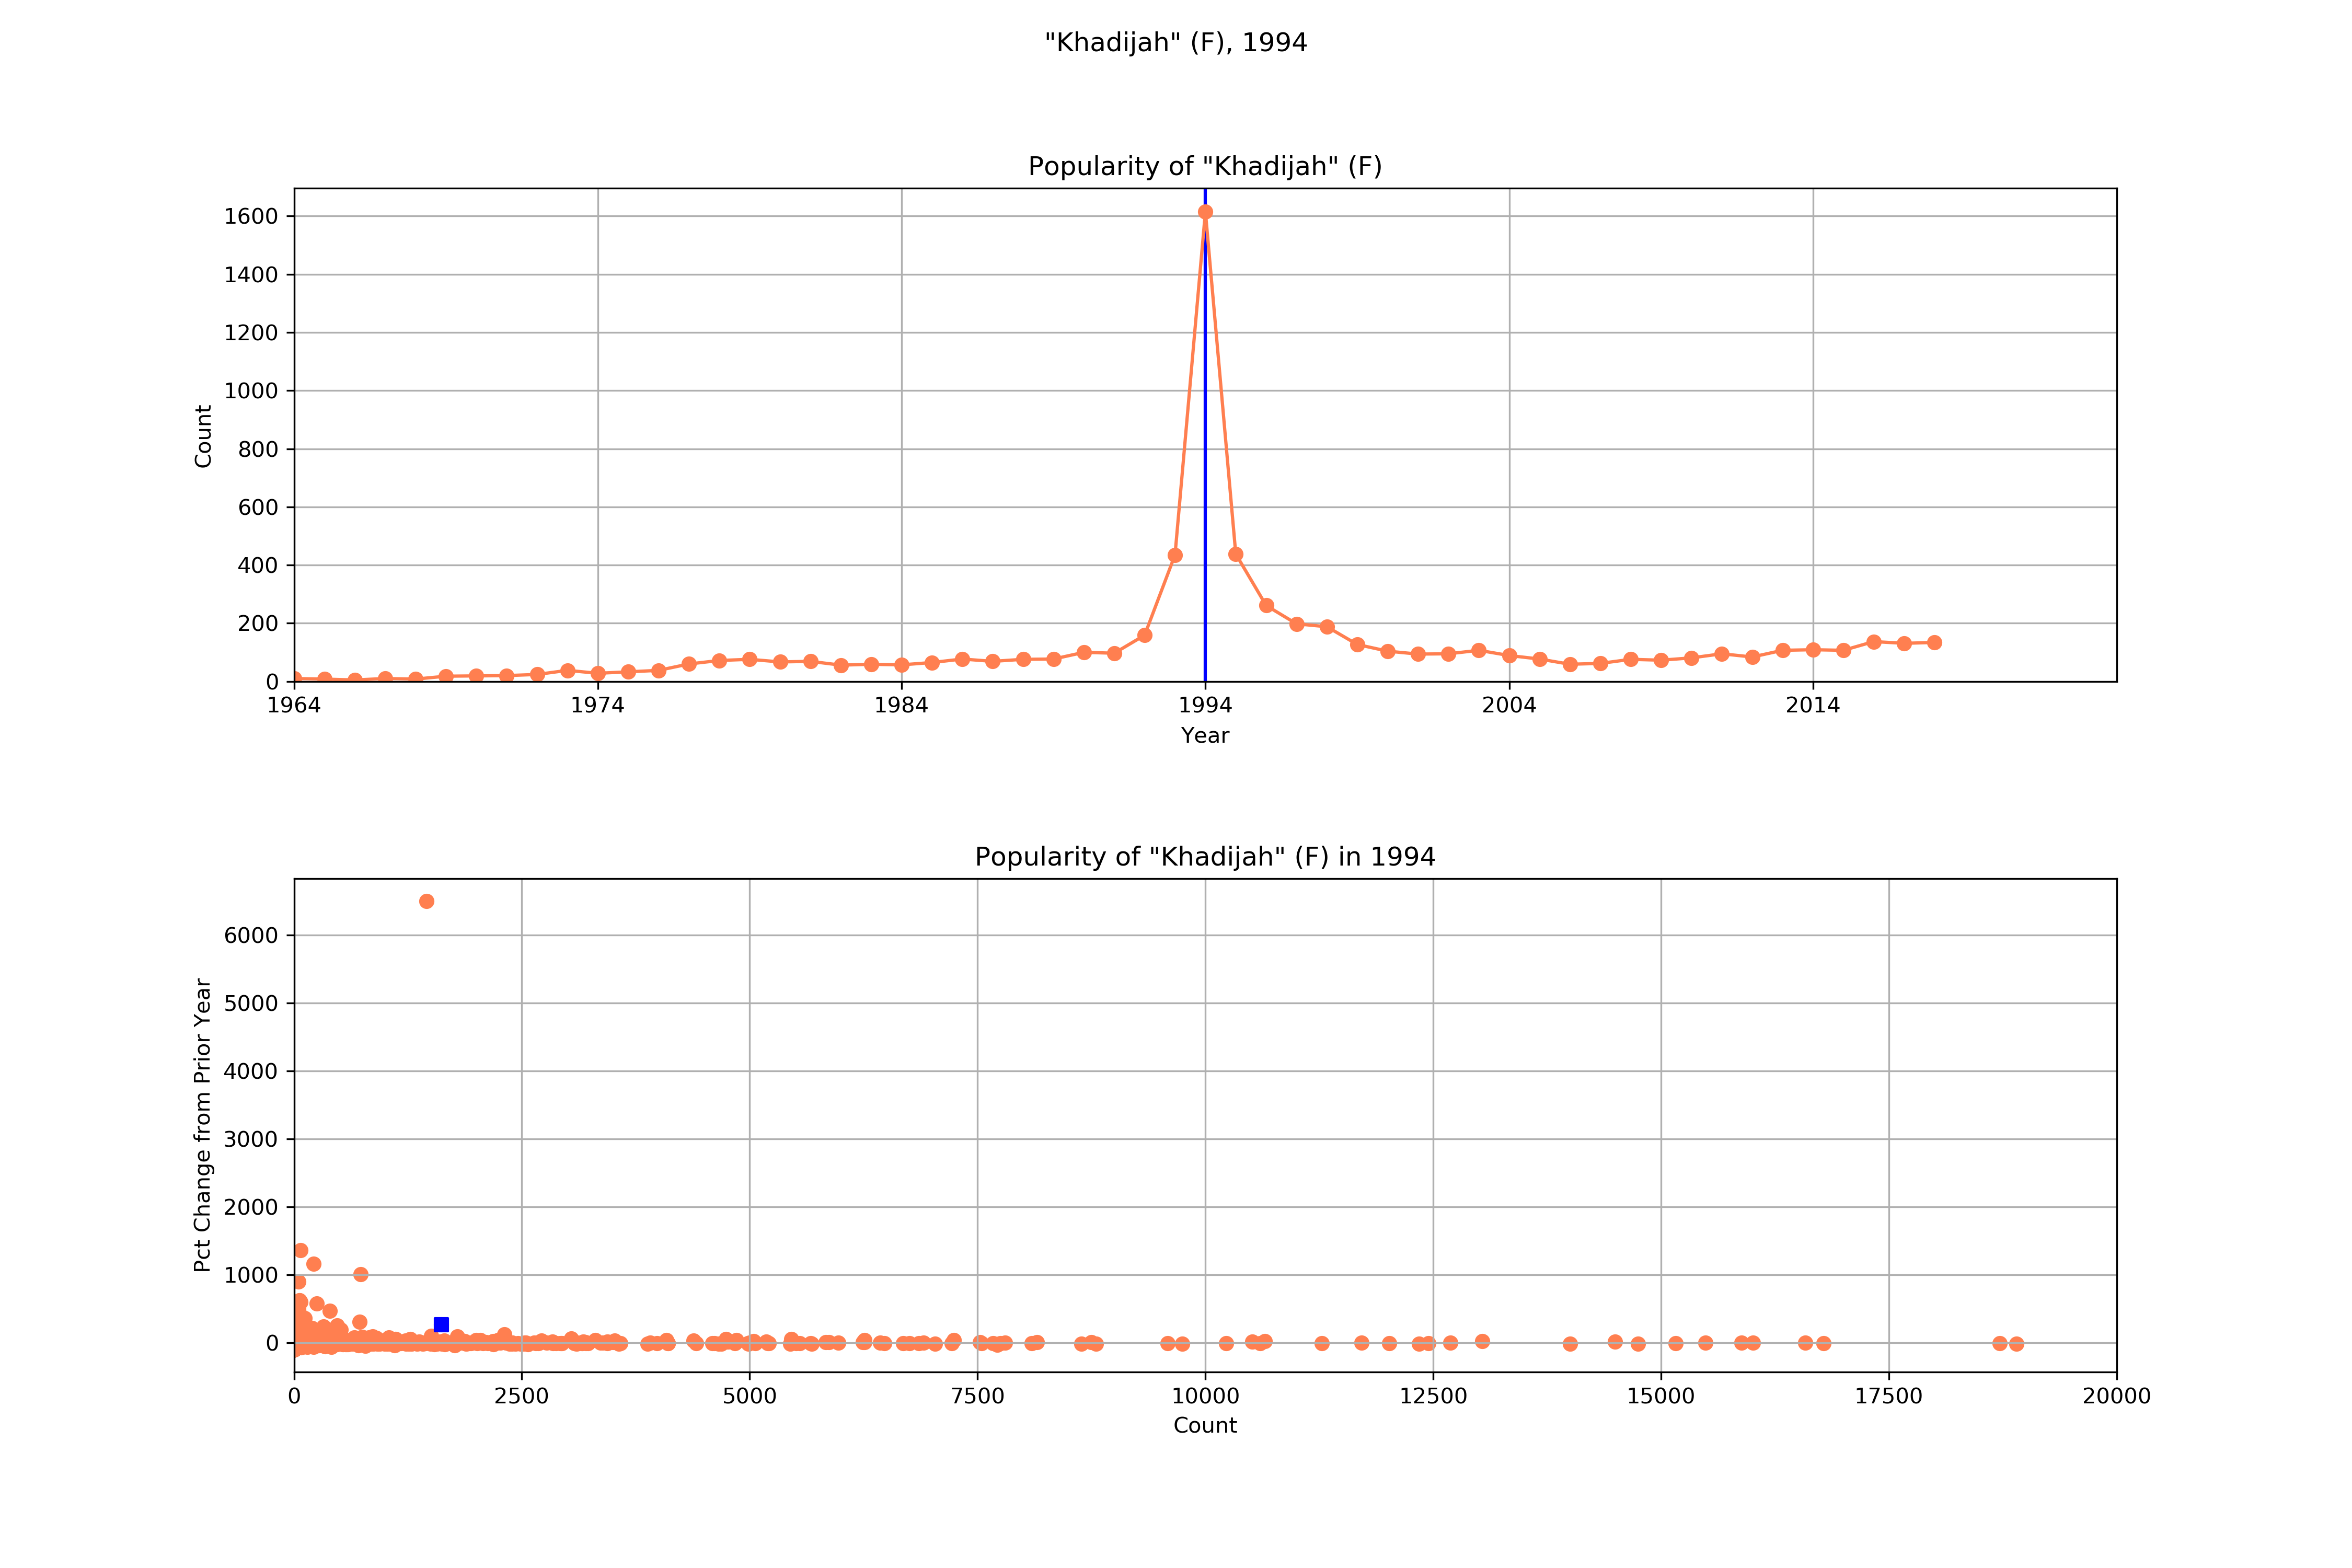 "Khadijah" (F), 1994
Popularity of "Khadijah" (F)
1600
1400
1200
1000
800
600
400
200
0
Count
1964 1974 1984 1994 2004 2014
Year
Popularity of "Khadijah" (F) in 1994
6000
5000
4000
3000
2000
1000
0
Pct Change from Prior Year
0 2500 5000 7500 10000 12500 15000 17500 20000
Count